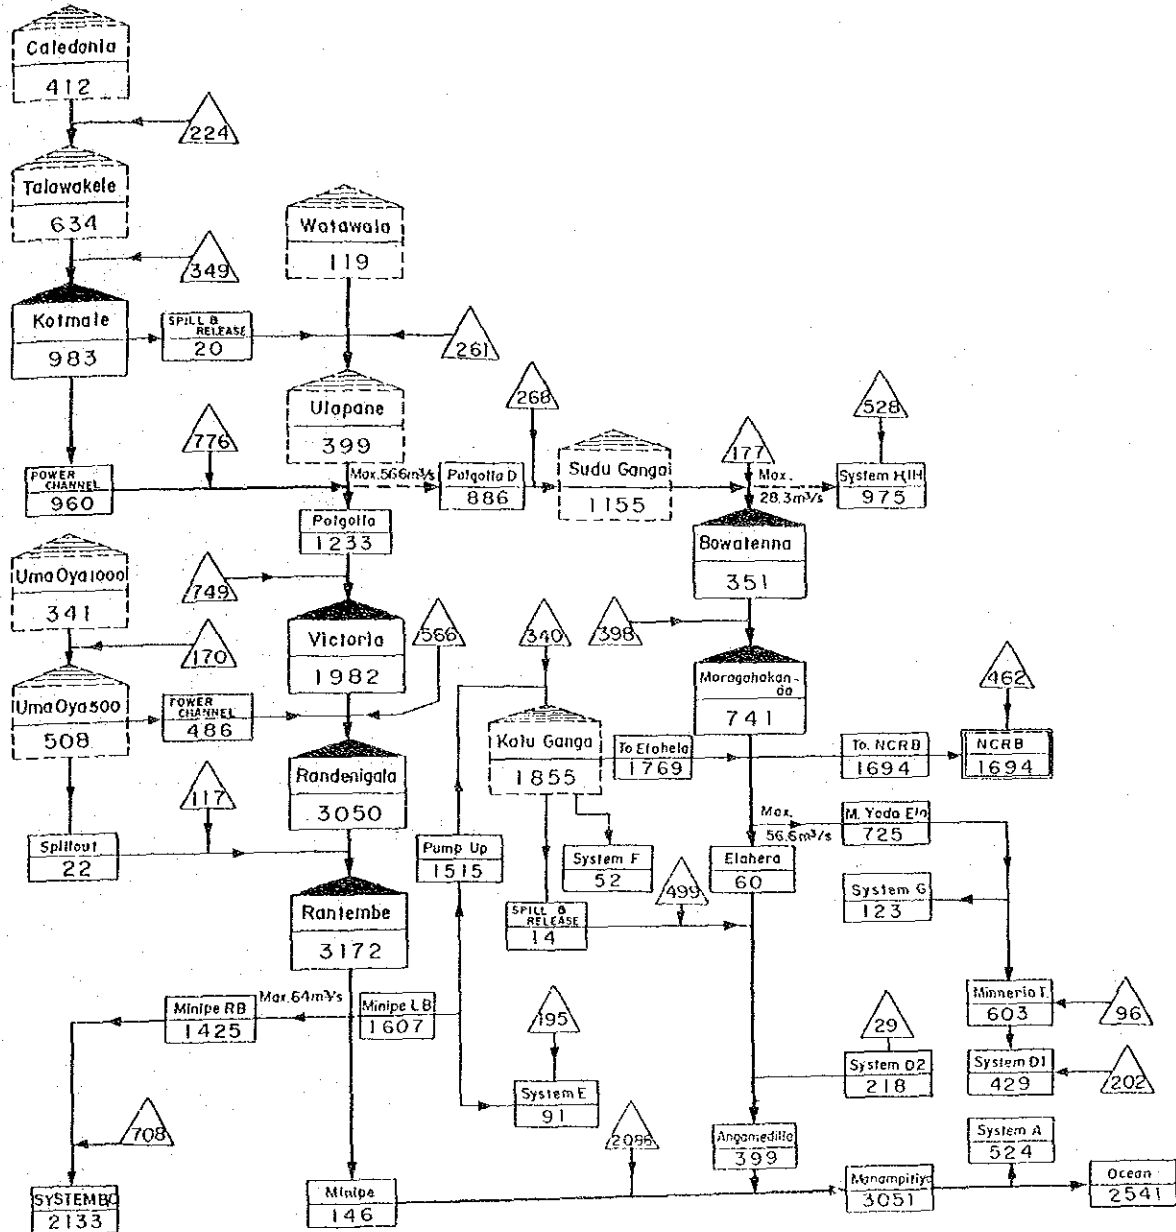 Caledonia
412
224
Talawakele
634
349
Watawala
119
Kotmale
983
SPILL &
RELEASE
20
261
Ulapane
399
268
528
776
177
Sudu Ganga
1155
POWER
CHANNEL
960
Max.566m³/s
Polgolla D
886
Max.
28.3m³/s
System H,IH
975
Polgolla
1233
Bowatenna
351
Uma Oya 1000
341
749
170
Victoria
1982
566
340
398
Moragahakan-
da
741
462
Uma Oya 500
508
POWER
CHANNEL
486
Kalu Ganga
1855
To Elahela
1769
To. NCRB
1694
NCRB
1694
Randenigala
3050
117
Spillout
22
Pump Up
1515
System F
52
Max.
56.6m³/s
M. Yoda Ela
725
Elahera
60
System G
123
499
Rantembe
3172
SPILL &
RELEASE
14
Minipe RB
1425
Max.64m³/s
Minipe LB
1607
195
29
Minneria T.
603
96
System E
91
System D2
218
System D1
429
202
708
2086
Angamedilla
399
System A
524
SYSTEM B,C
2133
Minipe
146
Manampitiya
3051
Ocean
2541